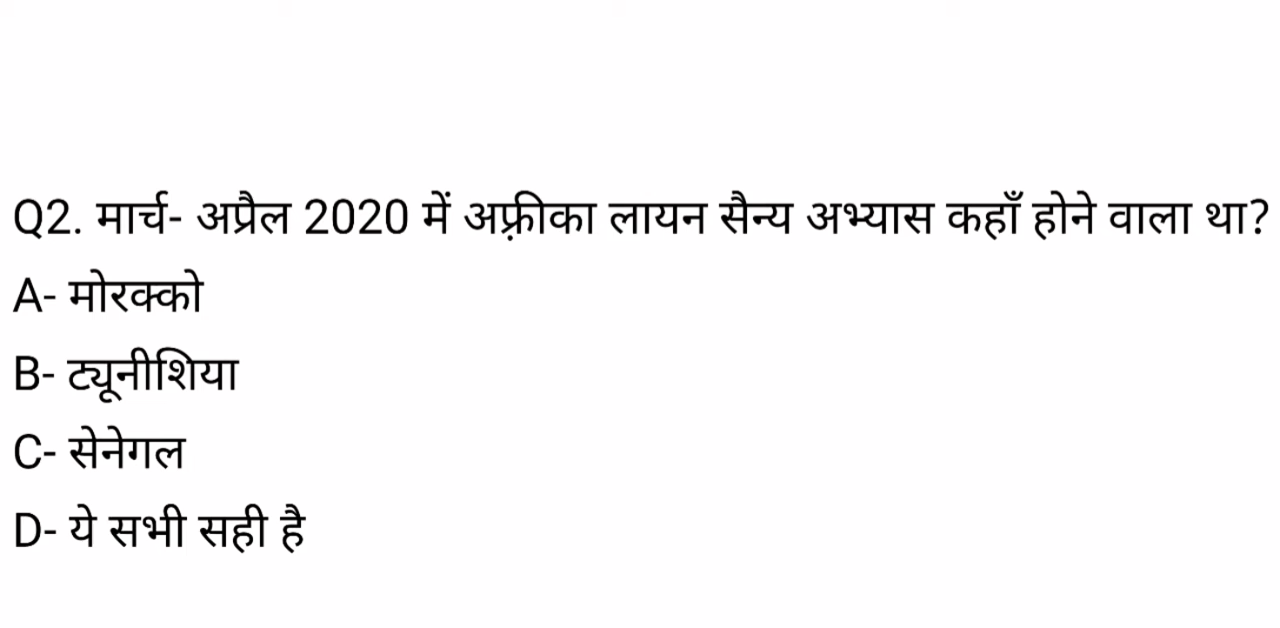 Q2. मार्च- अप्रैल 2020 में अफ़्रीका लायन सैन्य अभ्यास कहाँ होने वाला था?
A- मोरक्को
B- ट्यूनीशिया
C- सेनेगल
D- ये सभी सही है